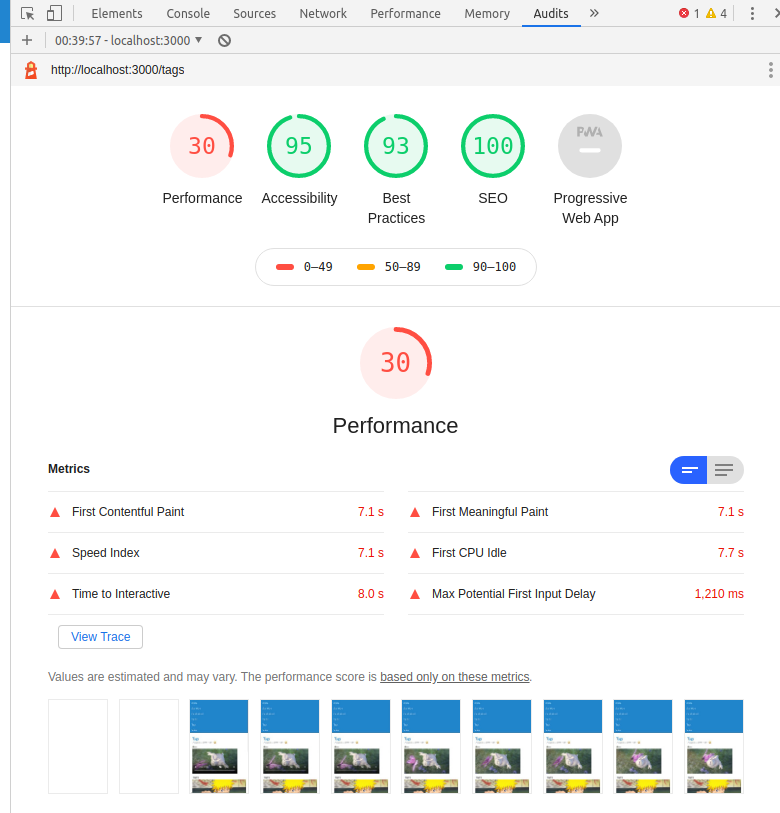 Elements Console Sources Network Performance Memory Audits » 1 4
+ 00:39:57 - localhost:3000
http://localhost:3000/tags
30 95 93 100 PWA
Performance Accessibility Best Practices SEO Progressive Web App
0–49 50–89 90–100
30
Performance
Metrics
First Contentful Paint 7.1 s First Meaningful Paint 7.1 s
Speed Index 7.1 s First CPU Idle 7.7 s
Time to Interactive 8.0 s Max Potential First Input Delay 1,210 ms
View Trace
Values are estimated and may vary. The performance score is based only on these metrics.